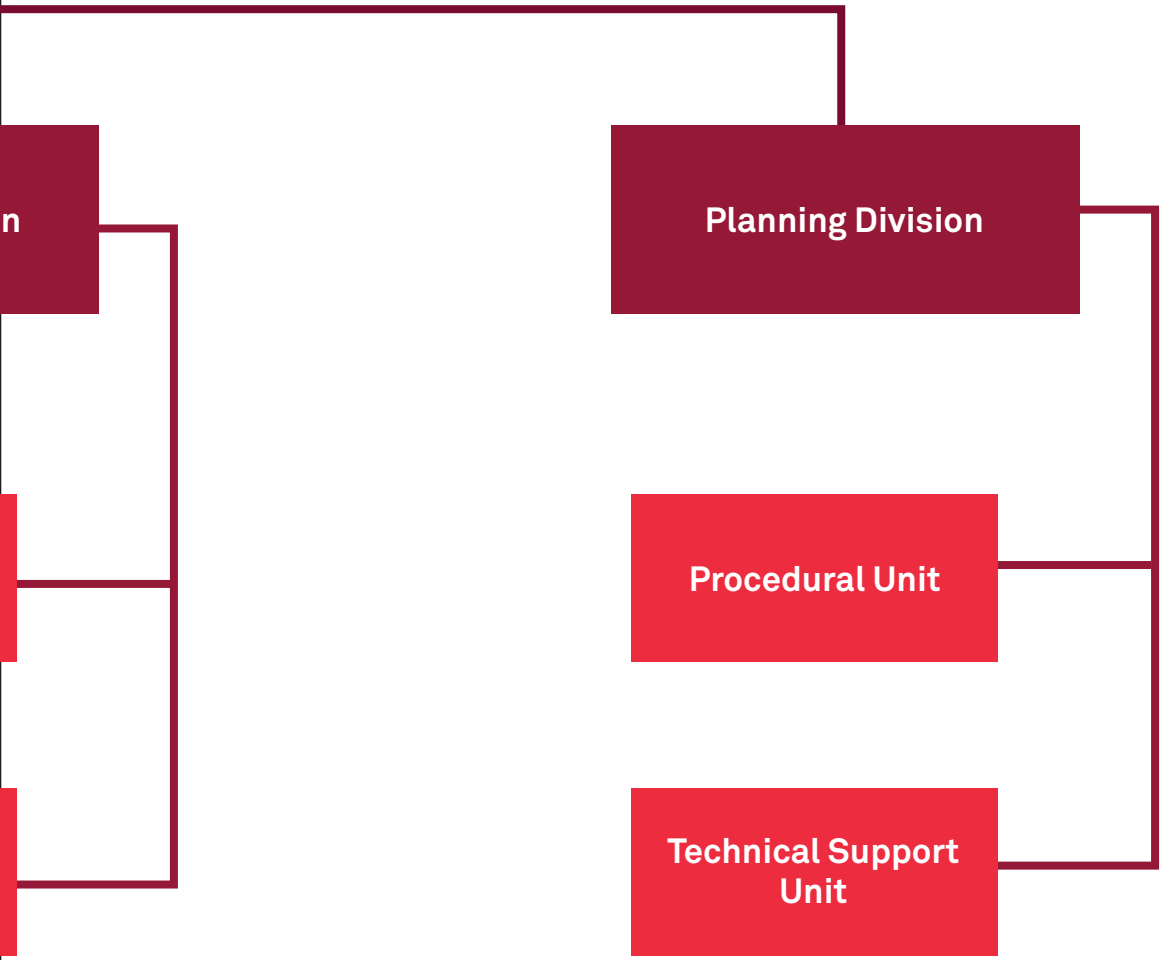 n
Planning Division
Procedural Unit
Technical Support
Unit